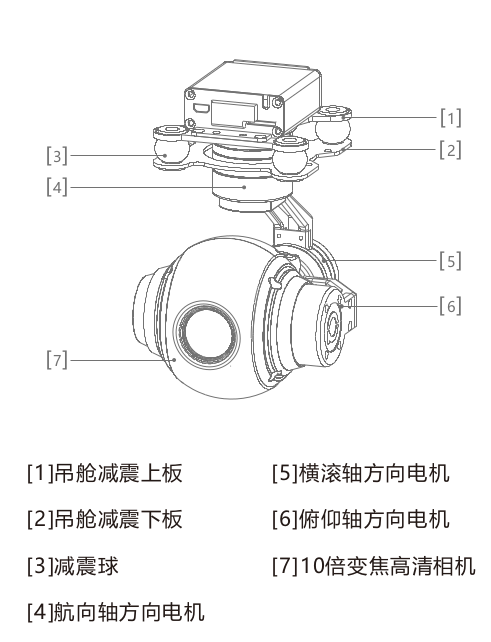 [1]
[2]
[3]
[4]
[5]
[6]
[7]
[1]吊舱减震上板
[2]吊舱减震下板
[3]减震球
[4]航向轴方向电机
[5]横滚轴方向电机
[6]俯仰轴方向电机
[7]10倍变焦高清相机